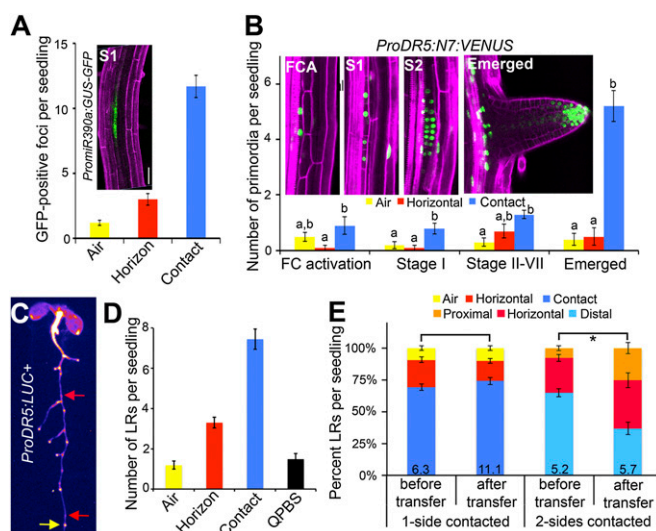 A
15
10
5
0
GFP-positive foci per seedling
PromiR390a:GUS-GFP
S1
Air
Horizon
Contact
B
ProDR5:N7:VENUS
6
4
2
0
Number of primordia per seedling
FCA
S1
S2
Emerged
Air Horizontal Contact
a,b a b
a a b
a a,b b
a a b
FC activation Stage I Stage II-VII Emerged
C
ProDR5:LUC+
D
8
6
4
2
0
Number of LRs per seedling
Air
Horizon
Contact
QPBS
E
Air Horizontal Contact
Proximal Horizontal Distal
*
100%
75%
50%
25%
0%
Percent LRs per seedling
6.3 11.1 5.2 5.7
before after before after
transfer transfer transfer transfer
1-side contacted 2-sides contacted